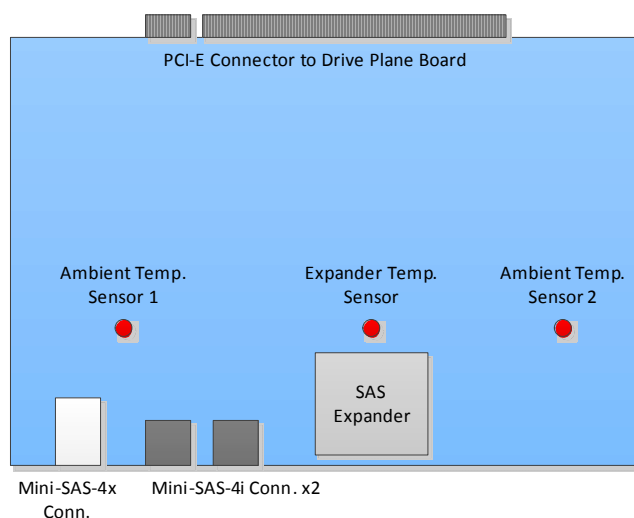 PCI-E Connector to Drive Plane Board
Ambient Temp.
Sensor 1
Expander Temp.
Sensor
Ambient Temp.
Sensor 2
SAS
Expander
Mini-SAS-4x
Conn.
Mini-SAS-4i Conn. x2